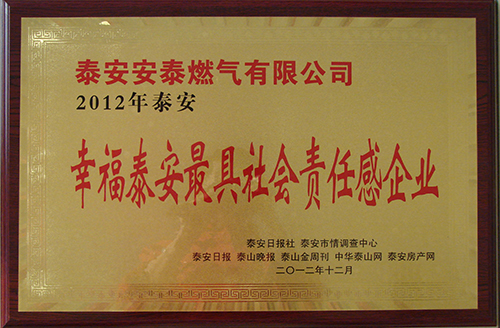 泰安安泰燃气有限公司
2012年泰安
幸福泰安最具社会责任感企业
泰安日报社 泰安市情调查中心
泰安日报 泰山晚报 泰山金周刊 中华泰山网 泰安房产网
二〇一二年十二月